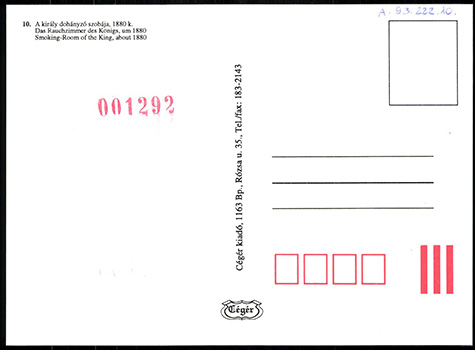 A. 93.222.10.
10. A király dohányzó szobája, 1880 k.
Das Rauchzimmer des Königs, um 1880
Smoking-Room of the King, about 1880
001292
Cégér kiadó, 1163 Bp., Rózsa u. 35., Tel./fax: 183-2143
Cégér